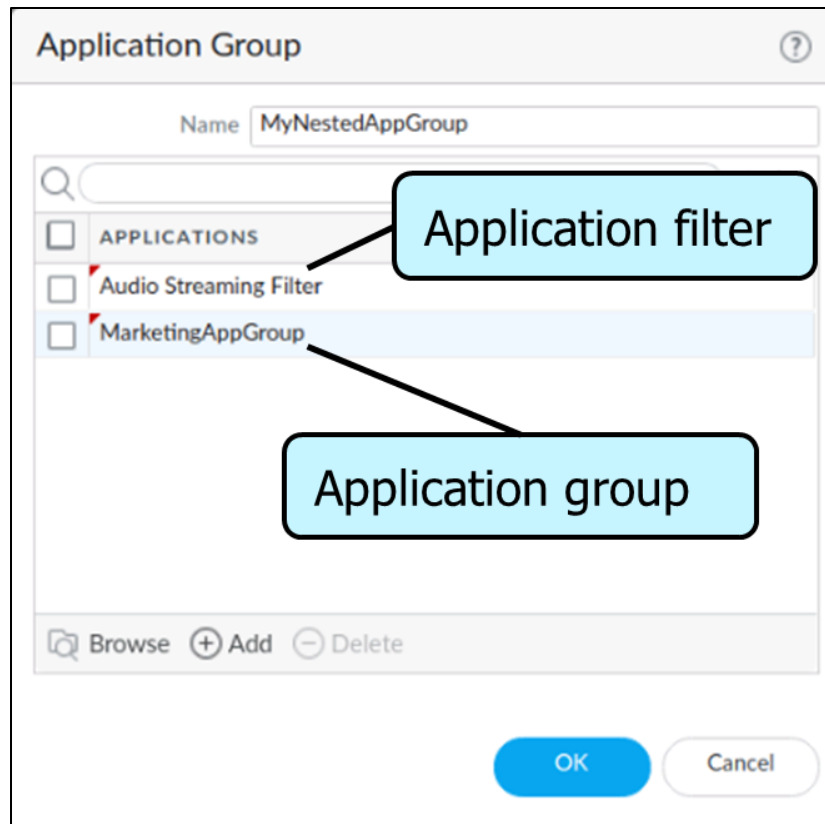 Application Group
?
Name MyNestedAppGroup
Application filter
APPLICATIONS
Audio Streaming Filter
MarketingAppGroup
Application group
Browse Add Delete
OK Cancel